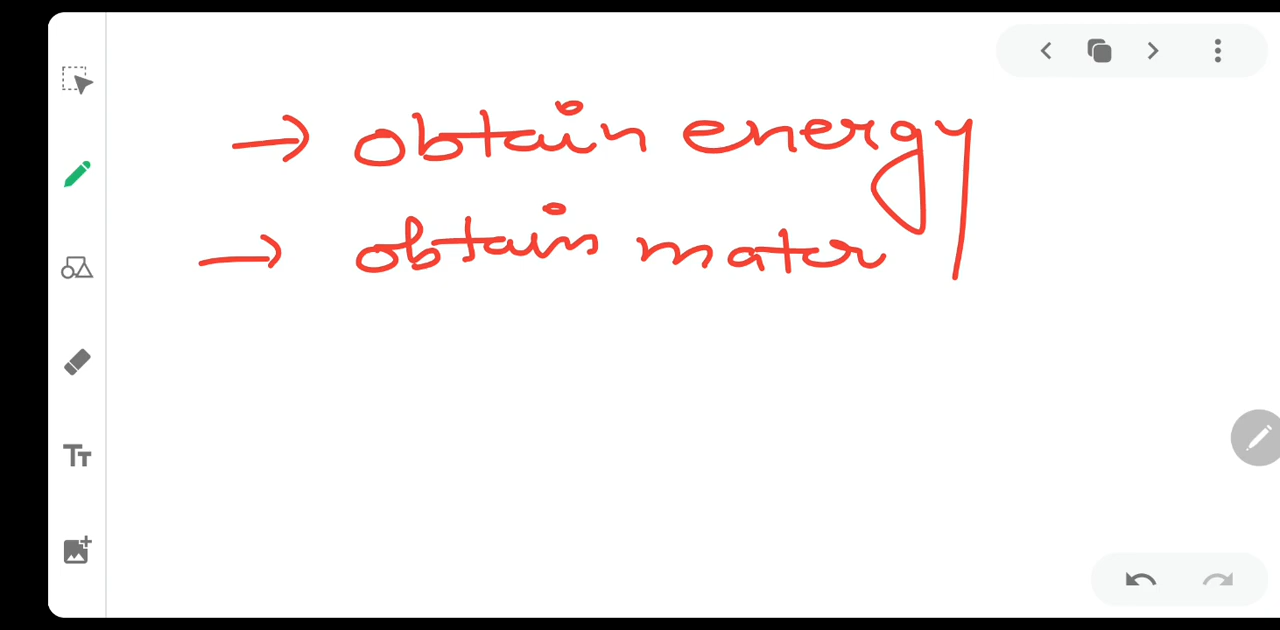 → obtain energy
→ obtain mater